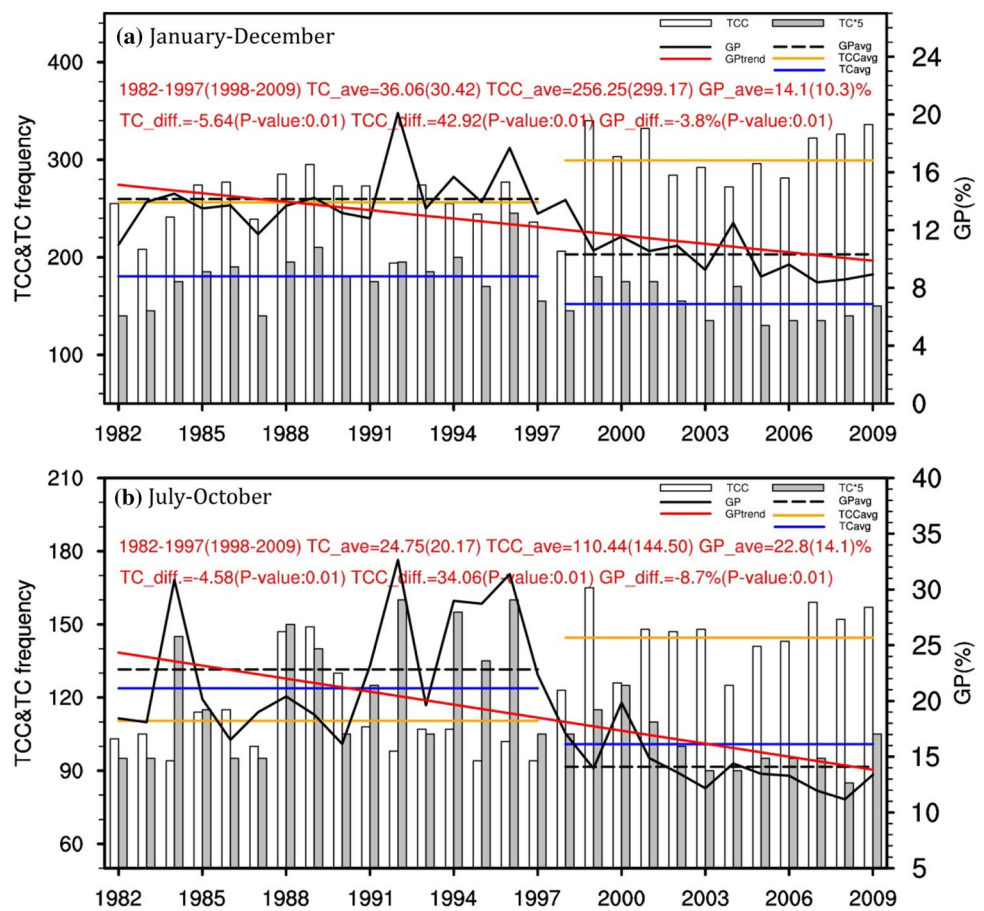 (a) January-December
TCC TC*5
GP GPavg
GPtrend TCCavg
TCavg
1982-1997(1998-2009) TC_ave=36.06(30.42) TCC_ave=256.25(299.17) GP_ave=14.1(10.3)%
TC_diff.=-5.64(P-value:0.01) TCC_diff.=42.92(P-value:0.01) GP_diff.=-3.8%(P-value:0.01)
TCC&TC frequency
400
300
200
100
GP(%)
24
20
16
12
8
4
0
1982 1985 1988 1991 1994 1997 2000 2003 2006 2009
(b) July-October
TCC TC*5
GP GPavg
GPtrend TCCavg
TCavg
1982-1997(1998-2009) TC_ave=24.75(20.17) TCC_ave=110.44(144.50) GP_ave=22.8(14.1)%
TC_diff.=-4.58(P-value:0.01) TCC_diff.=34.06(P-value:0.01) GP_diff.=-8.7%(P-value:0.01)
TCC&TC frequency
210
180
150
120
90
60
GP(%)
40
35
30
25
20
15
10
5
1982 1985 1988 1991 1994 1997 2000 2003 2006 2009